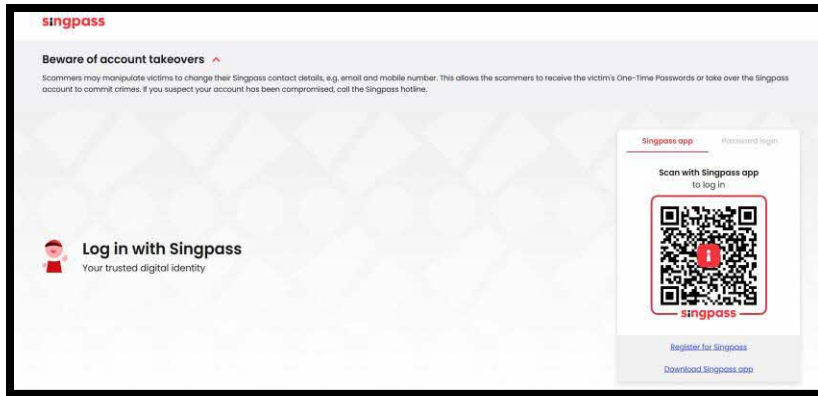 singpass
Beware of account takeovers
Scammers may manipulate victims to change their Singpass contact details, e.g. email and mobile number. This allows the scammers to receive the victim's One-Time Passwords or take over the Singpass
account to commit crimes. If you suspect your account has been compromised, call the Singpass hotline.
Singpass app Password login
Scan with Singpass app
to log in
Log in with Singpass
Your trusted digital identity
singpass
Register for Singpass
Download Singpass app